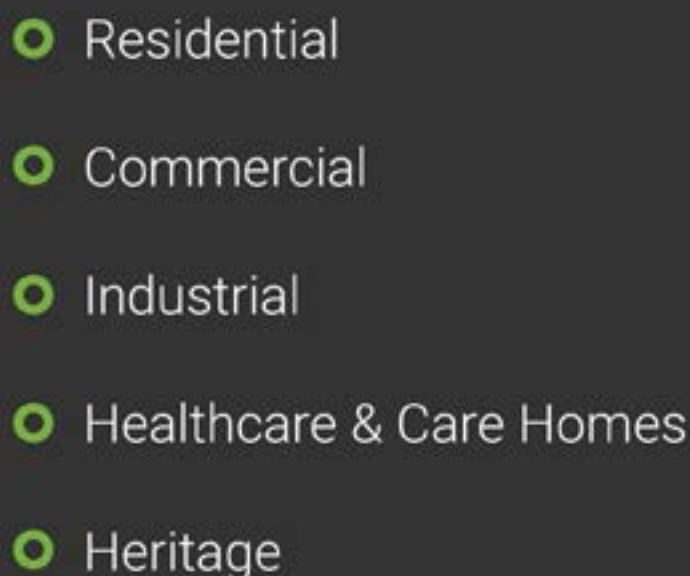 Residential
Commercial
Industrial
Healthcare & Care Homes
Heritage